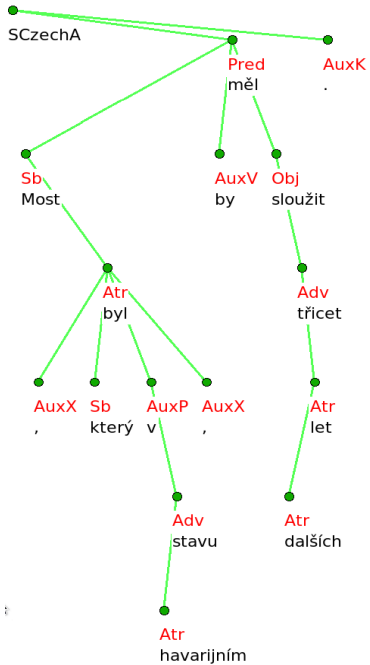 SCzechA
Pred AuxK
měl .
Sb AuxV Obj
Most by sloužit
Atr Adv
byl třicet
AuxX Sb AuxP AuxX Atr
, který v , let
Adv Atr
stavu dalších
Atr
havarijním